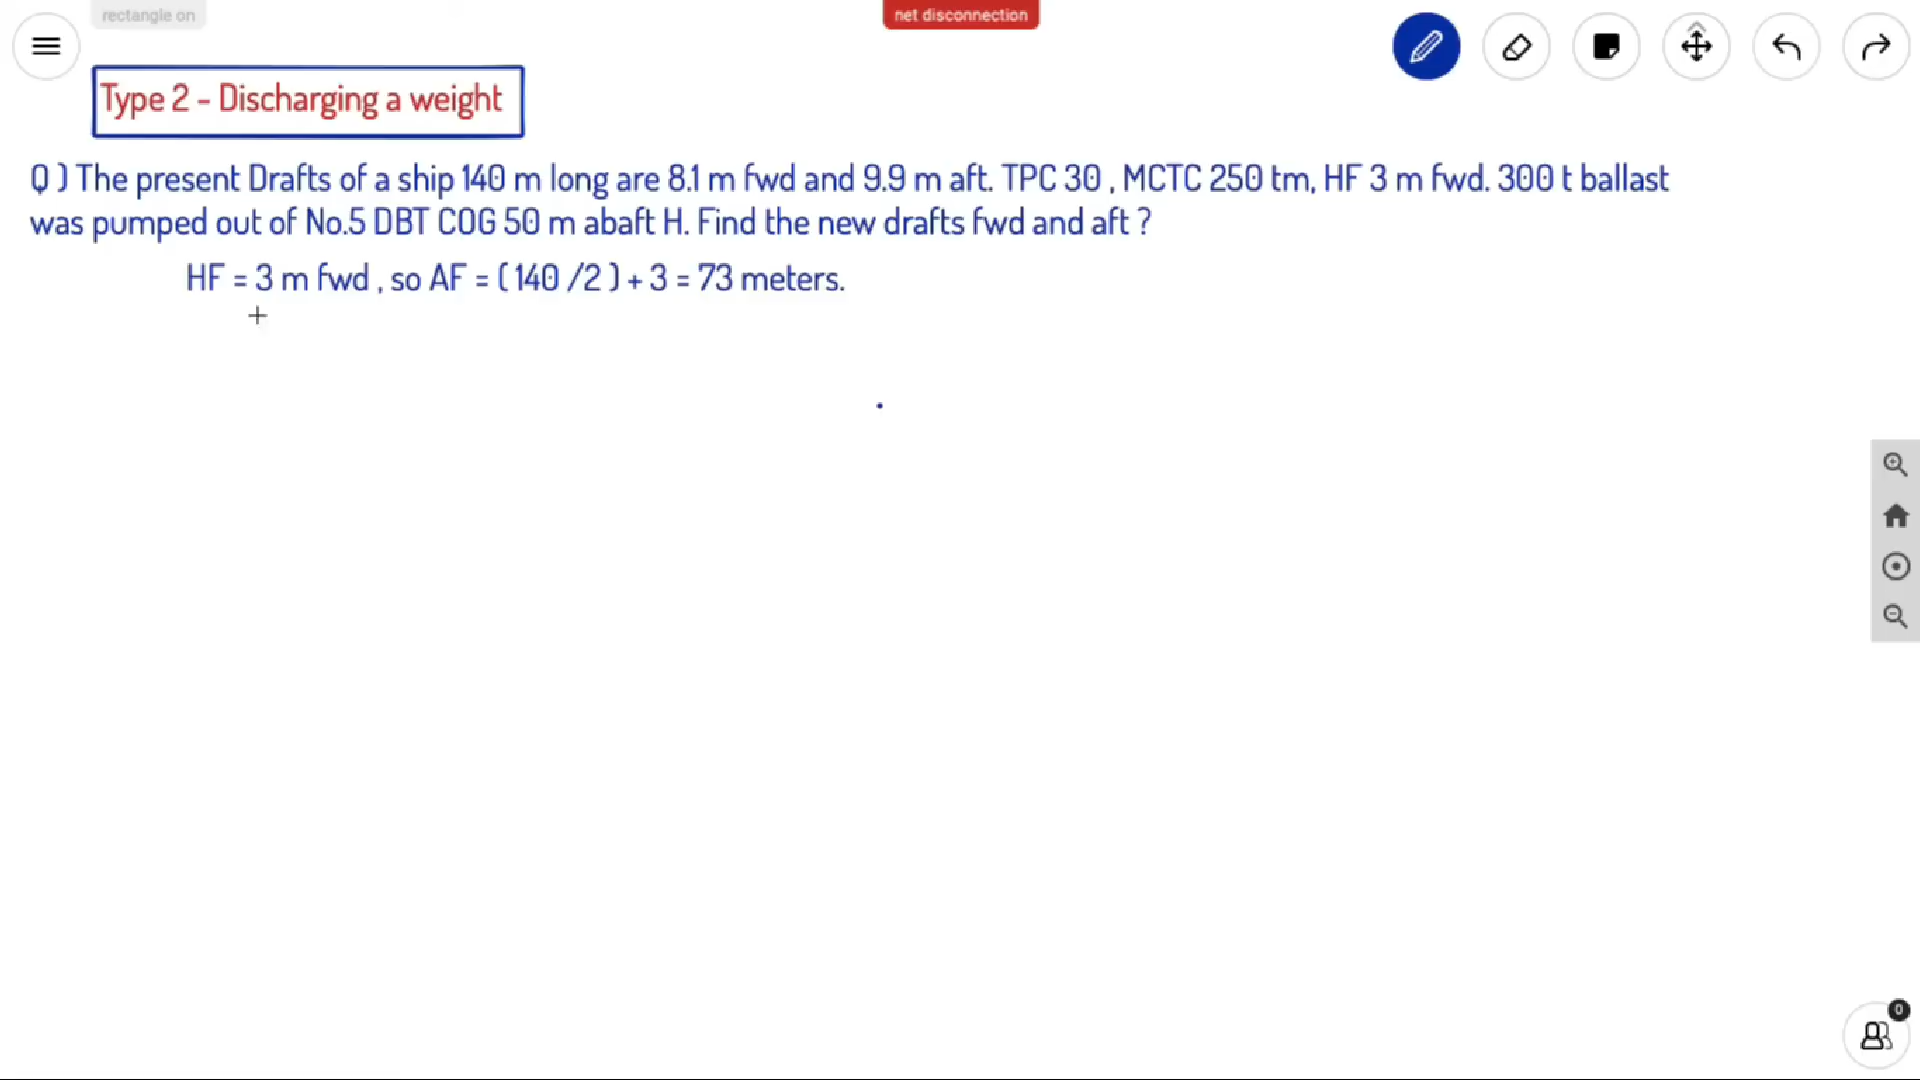 rectangle on
net disconnection
Type 2 - Discharging a weight
Q ) The present Drafts of a ship 140 m long are 8.1 m fwd and 9.9 m aft. TPC 30 , MCTC 250 tm, HF 3 m fwd. 300 t ballast
was pumped out of No.5 DBT COG 50 m abaft H. Find the new drafts fwd and aft ?
HF = 3 m fwd , so AF = ( 140 /2 ) + 3 = 73 meters.
0